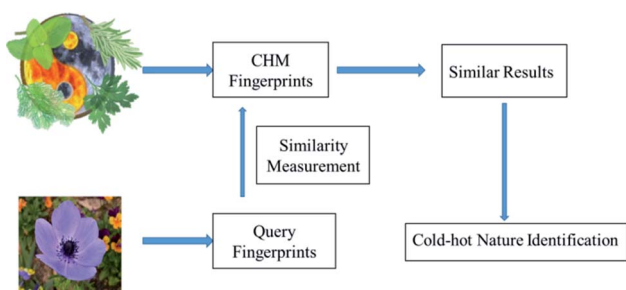 CHM
Fingerprints
Similar Results
Similarity
Measurement
Query
Fingerprints
Cold-hot Nature Identification